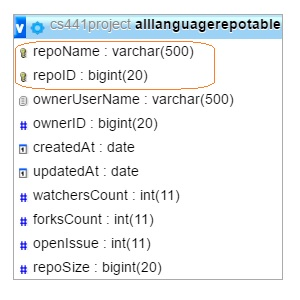 v cs441project alllanguagerepotable
repoName : varchar(500)
repoID : bigint(20)
ownerUserName : varchar(500)
# ownerID : bigint(20)
createdAt : date
updatedAt : date
# watchersCount : int(11)
# forksCount : int(11)
# openIssue : int(11)
# repoSize : bigint(20)